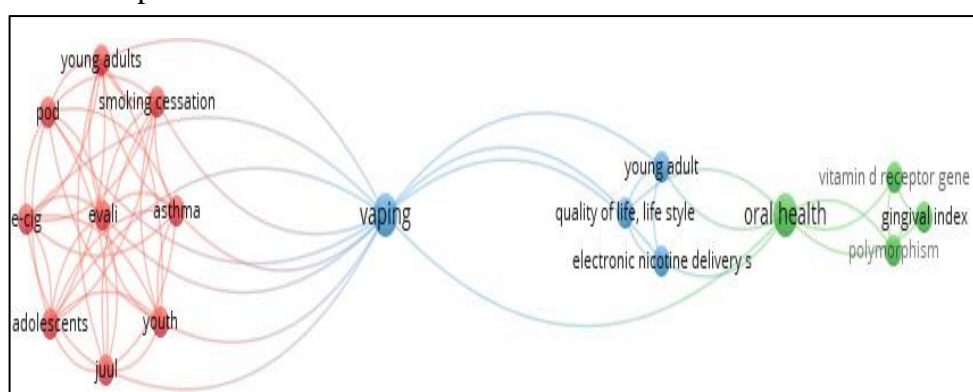 young adults
smoking cessation
pod
e-cig
evali
asthma
adolescents
youth
juul
vaping
young adult
quality of life, life style
electronic nicotine delivery s
oral health
vitamin d receptor gene
gingival index
polymorphism